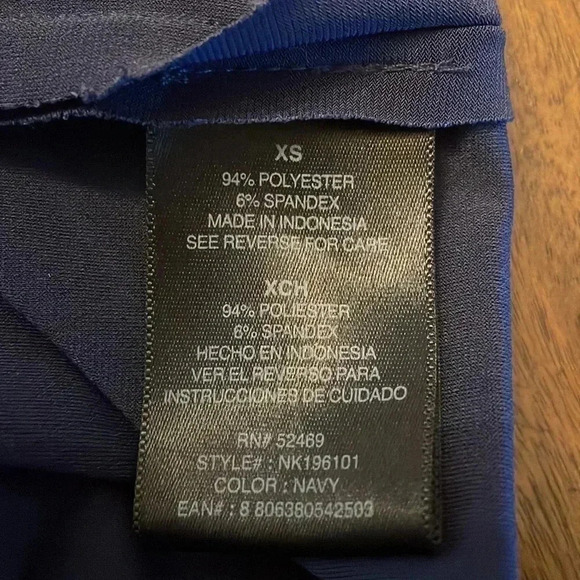 XS
94% POLYESTER
6% SPANDEX
MADE IN INDONESIA
SEE REVERSE FOR CARE
XCH
94% POLIESTER
6% SPANDEX
HECHO EN INDONESIA
VER EL REVERSO PARA
INSTRUCCIONES DE CUIDADO
RN# 52469
STYLE# : NK196101
COLOR : NAVY
EAN# : 8 806380542503